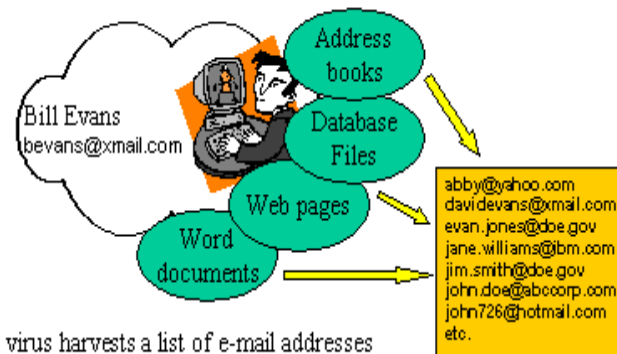 Address
books
Bill Evans
bevans@xmail.com
Database
Files
Web pages
Word
documents
abby@yahoo.com
davidevans@xmail.com
evan.jones@doe.gov
jane.williams@ibm.com
jim.smith@doe.gov
john.doe@abccorp.com
john726@hotmail.com
etc.
virus harvests a list of e-mail addresses